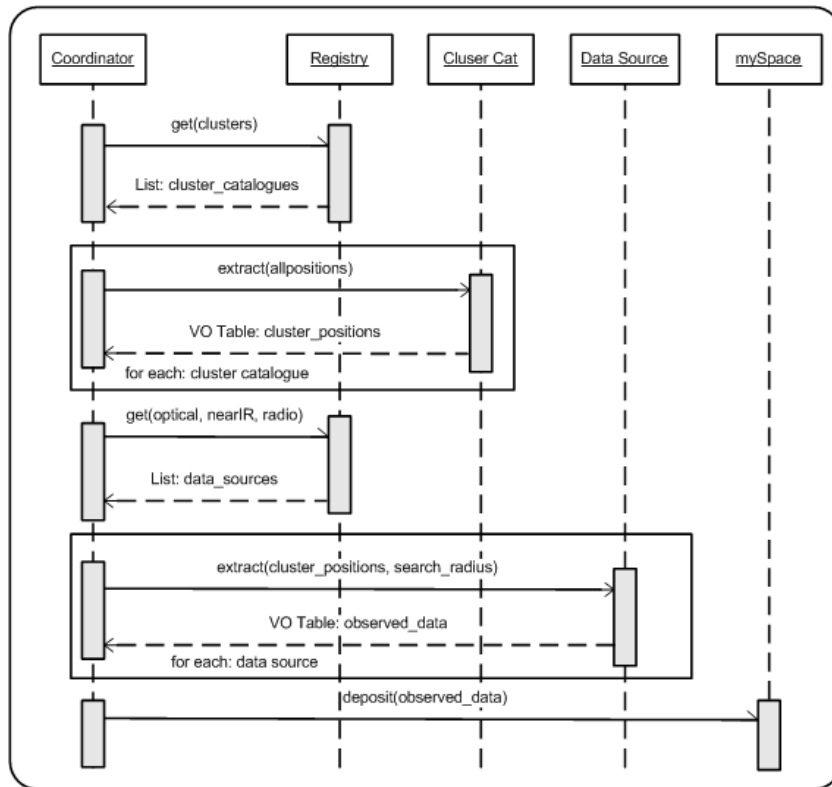 Coordinator
Registry
Cluser Cat
Data Source
mySpace
get(clusters)
List: cluster_catalogues
extract(allpositions)
VO Table: cluster_positions
for each: cluster catalogue
get(optical, nearIR, radio)
List: data_sources
extract(cluster_positions, search_radius)
VO Table: observed_data
for each: data source
deposit(observed_data)